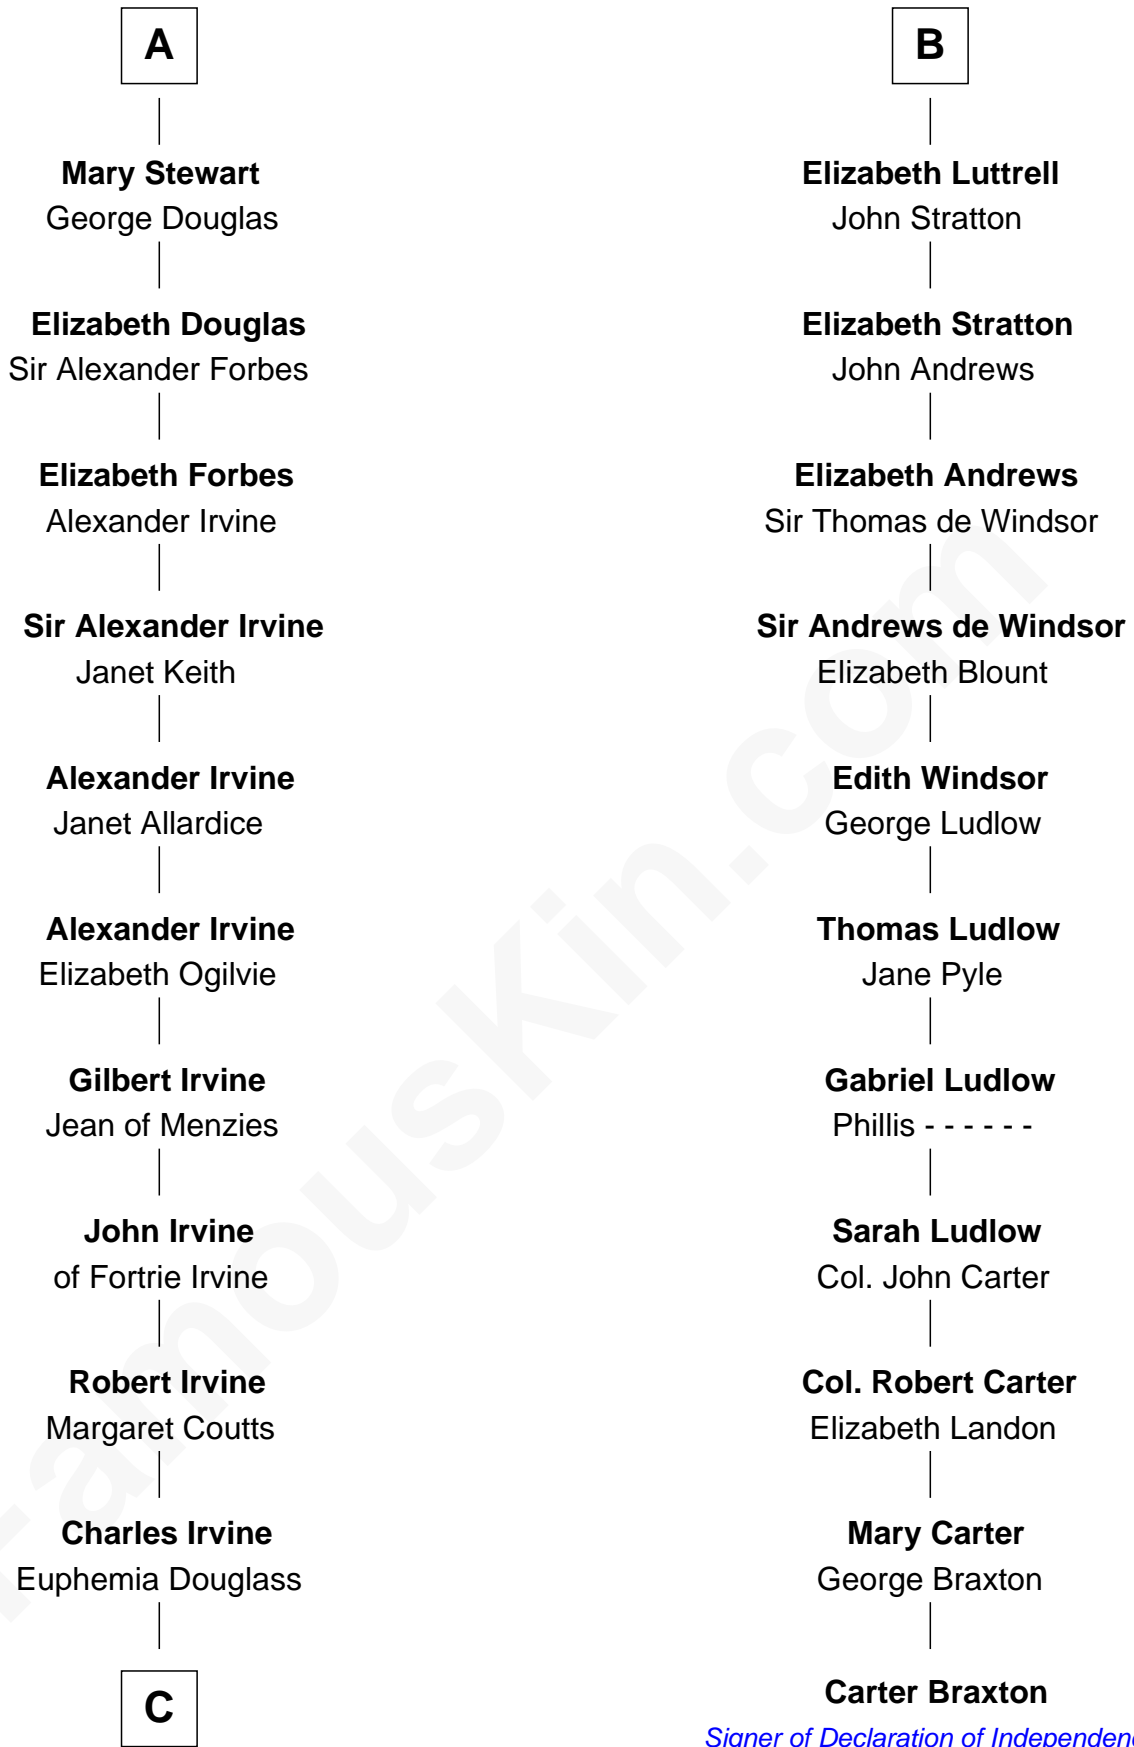 A
Mary Stewart
George Douglas
Elizabeth Douglas
Sir Alexander Forbes
Elizabeth Forbes
Alexander Irvine
Sir Alexander Irvine
Janet Keith
Alexander Irvine
Janet Allardice
Alexander Irvine
Elizabeth Ogilvie
Gilbert Irvine
Jean of Menzies
John Irvine
of Fortrie Irvine
Robert Irvine
Margaret Coutts
Charles Irvine
Euphemia Douglass
C
B
Elizabeth Luttrell
John Stratton
Elizabeth Stratton
John Andrews
Elizabeth Andrews
Sir Thomas de Windsor
Sir Andrews de Windsor
Elizabeth Blount
Edith Windsor
George Ludlow
Thomas Ludlow
Jane Pyle
Gabriel Ludlow
Phillis - - - - - -
Sarah Ludlow
Col. John Carter
Col. Robert Carter
Elizabeth Landon
Mary Carter
George Braxton
Carter Braxton
Signer of Declaration of Independen
FamousKin.com